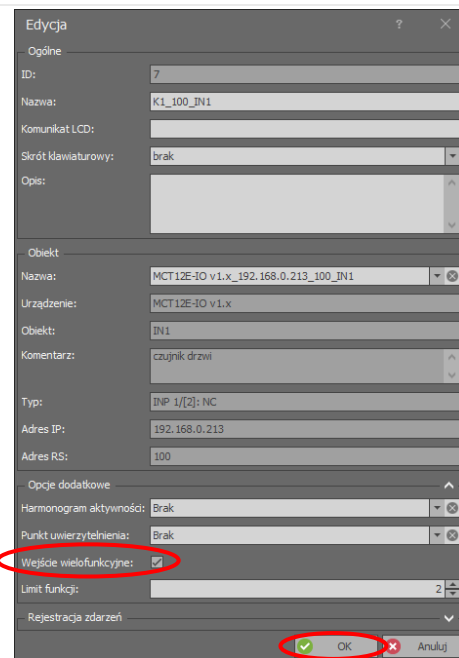 Edycja ?
Ogólne
ID: 7
Nazwa: K1_100_IN1
Komunikat LCD:
Skrót klawiaturowy: brak
Opis:
Obiekt
Nazwa: MCT12E-IO v1.x_192.168.0.213_100_IN1
Urządzenie: MCT12E-IO v1.x
Obiekt: IN1
Komentarz: czujnik drzwi
Typ: INP 1/[2]: NC
Adres IP: 192.168.0.213
Adres RS: 100
Opcje dodatkowe
Harmonogram aktywności: Brak
Punkt uwierzytelnienia: Brak
Wejście wielofunkcyjne:
Limit funkcji: 2
Rejestracja zdarzeń
OK Anuluj